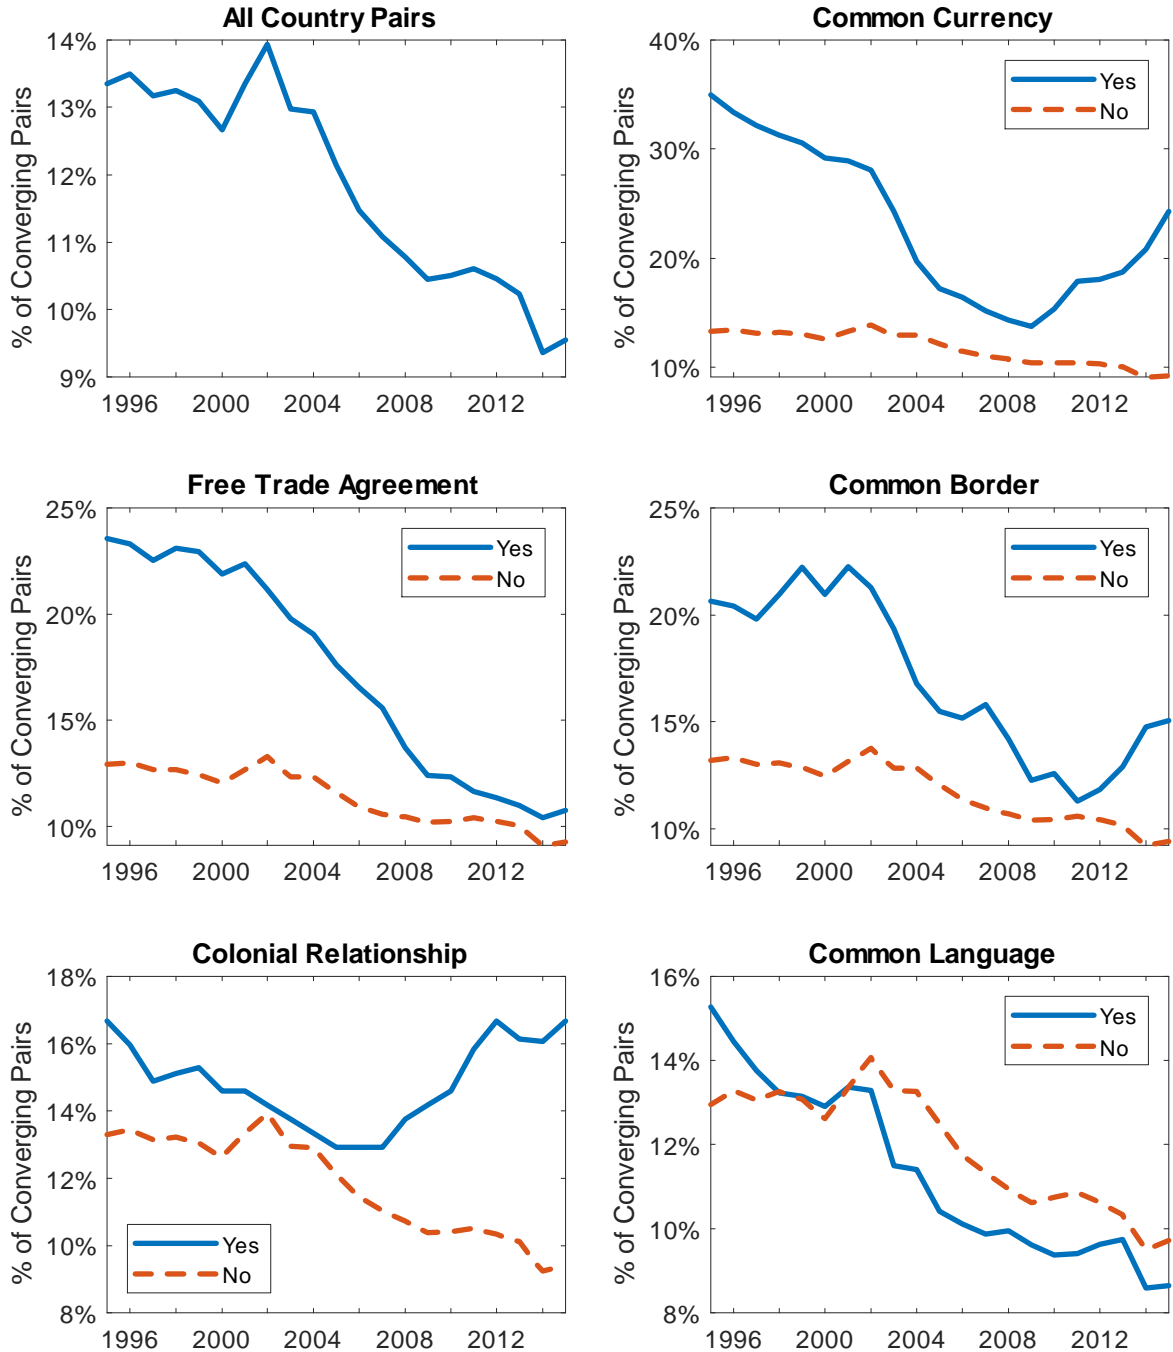 All Country Pairs
% of Converging Pairs
14%
13%
12%
11%
10%
9%
1996 2000 2004 2008 2012
Common Currency
% of Converging Pairs
40%
30%
20%
10%
Yes
No
1996 2000 2004 2008 2012
Free Trade Agreement
% of Converging Pairs
25%
20%
15%
10%
Yes
No
1996 2000 2004 2008 2012
Common Border
% of Converging Pairs
25%
20%
15%
10%
Yes
No
1996 2000 2004 2008 2012
Colonial Relationship
% of Converging Pairs
18%
16%
14%
12%
10%
8%
Yes
No
1996 2000 2004 2008 2012
Common Language
% of Converging Pairs
16%
14%
12%
10%
8%
Yes
No
1996 2000 2004 2008 2012